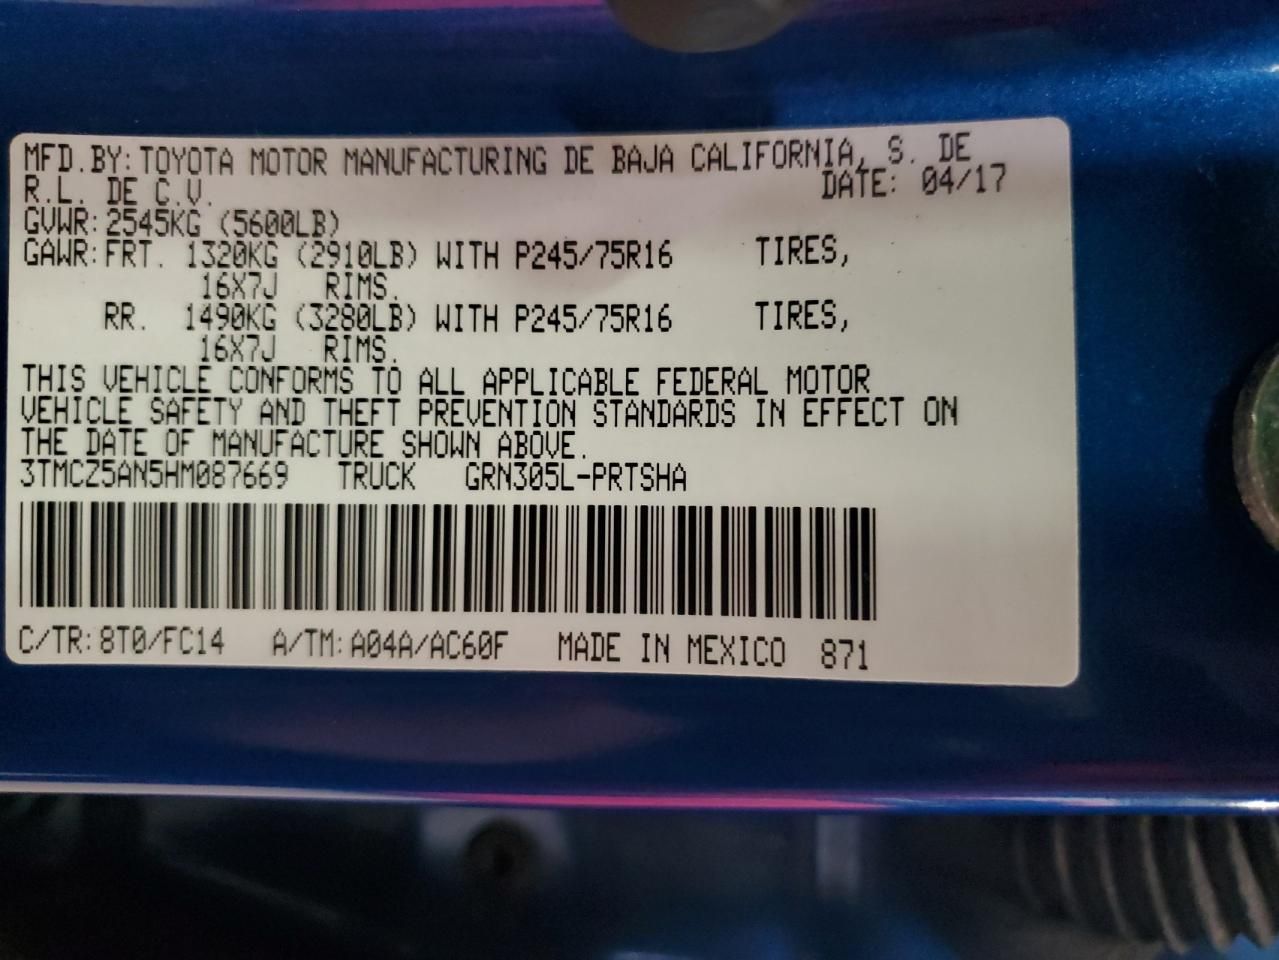 MFD.BY: TOYOTA MOTOR MANUFACTURING DE BAJA CALIFORNIA, S. DE
R.L. DE C.V. DATE: 04/17
GVWR: 2545KG (5600LB)
GAWR: FRT. 1320KG (2910LB) WITH P245/75R16 TIRES,
16X7J RIMS.
RR. 1490KG (3280LB) WITH P245/75R16 TIRES,
16X7J RIMS.
THIS VEHICLE CONFORMS TO ALL APPLICABLE FEDERAL MOTOR
VEHICLE SAFETY AND THEFT PREVENTION STANDARDS IN EFFECT ON
THE DATE OF MANUFACTURE SHOWN ABOVE.
3TMCZ5AN5HM087669 TRUCK GRN305L-PRTSHA
C/TR: 8T0/FC14 A/TM: A04A/AC60F MADE IN MEXICO 871